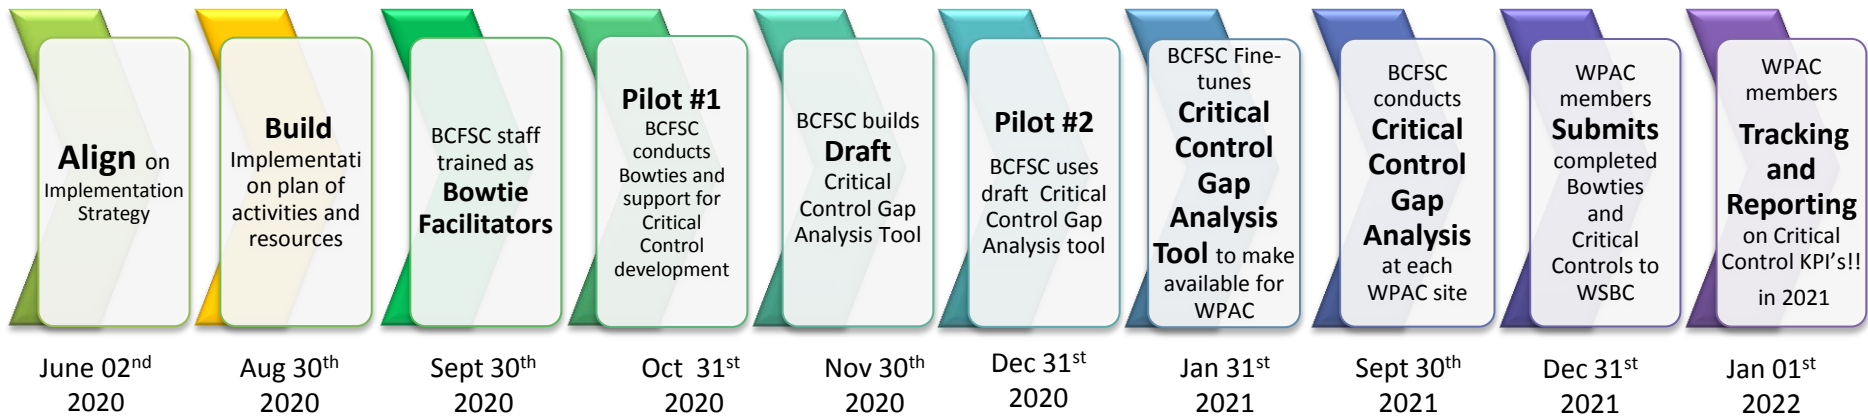 Align on
Implementation
Strategy
Build
Implementati
on plan of
activities and
resources
BCFSC staff
trained as
Bowtie
Facilitators
Pilot #1
BCFSC
conducts
Bowties and
support for
Critical
Control
development
BCFSC builds
Draft
Critical
Control Gap
Analysis Tool
Pilot #2
BCFSC uses
draft Critical
Control Gap
Analysis tool
BCFSC Fine-
tunes
Critical
Control
Gap
Analysis
Tool to make
available for
WPAC
BCFSC
conducts
Critical
Control
Gap
Analysis
at each
WPAC site
WPAC
members
Submits
completed
Bowties
and
Critical
Controls to
WSBC
WPAC
members
Tracking
and
Reporting
on Critical
Control KPI's!!
in 2021
June 02nd
2020
Aug 30th
2020
Sept 30th
2020
Oct 31st
2020
Nov 30th
2020
Dec 31st
2020
Jan 31st
2021
Sept 30th
2021
Dec 31st
2021
Jan 01st
2022